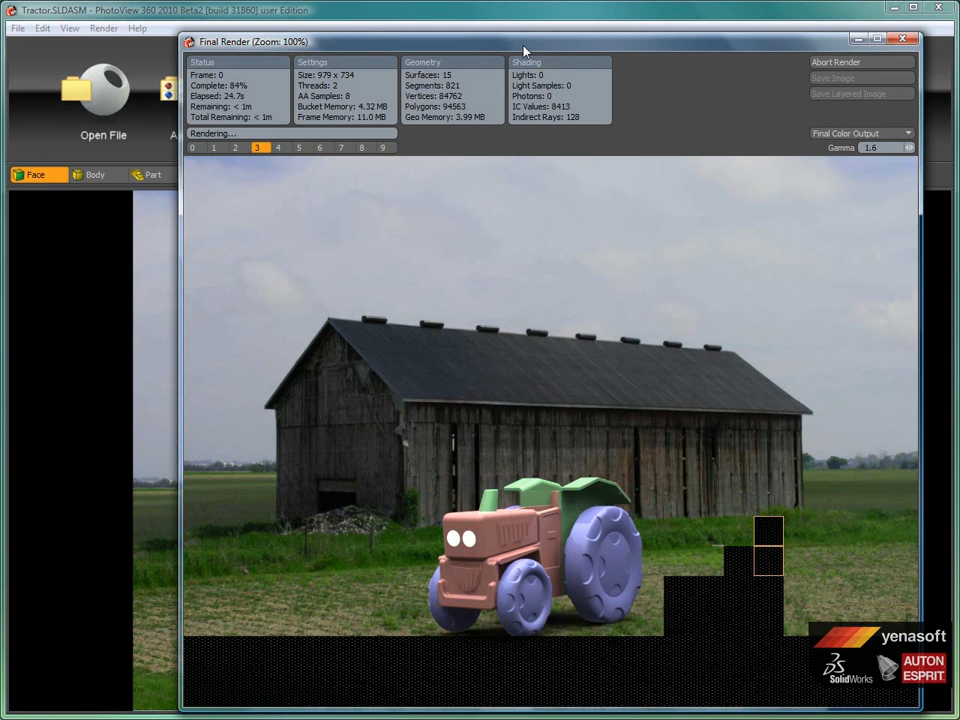 Tractor.SLDASM - PhotoView 360 2010 Beta2 [build 31860] user Edition
File Edit View Render Help
Open File
Face Body Part
Final Render (Zoom: 100%)
Status
Frame: 0
Complete: 84%
Elapsed: 24.7s
Remaining: < 1m
Total Remaining: < 1m
Settings
Size: 979 x 734
Threads: 2
AA Samples: 8
Bucket Memory: 4.32 MB
Frame Memory: 11.0 MB
Geometry
Surfaces: 15
Segments: 821
Vertices: 84762
Polygons: 94563
Geo Memory: 3.99 MB
Shading
Lights: 0
Light Samples: 0
Photons: 0
IC Values: 8413
Indirect Rays: 128
Abort Render
Save Image
Save Layered Image
Rendering...
Final Color Output
0 1 2 3 4 5 6 7 8 9
Gamma 1.6
yenasoft
SolidWorks
AUTON
ESPRIT